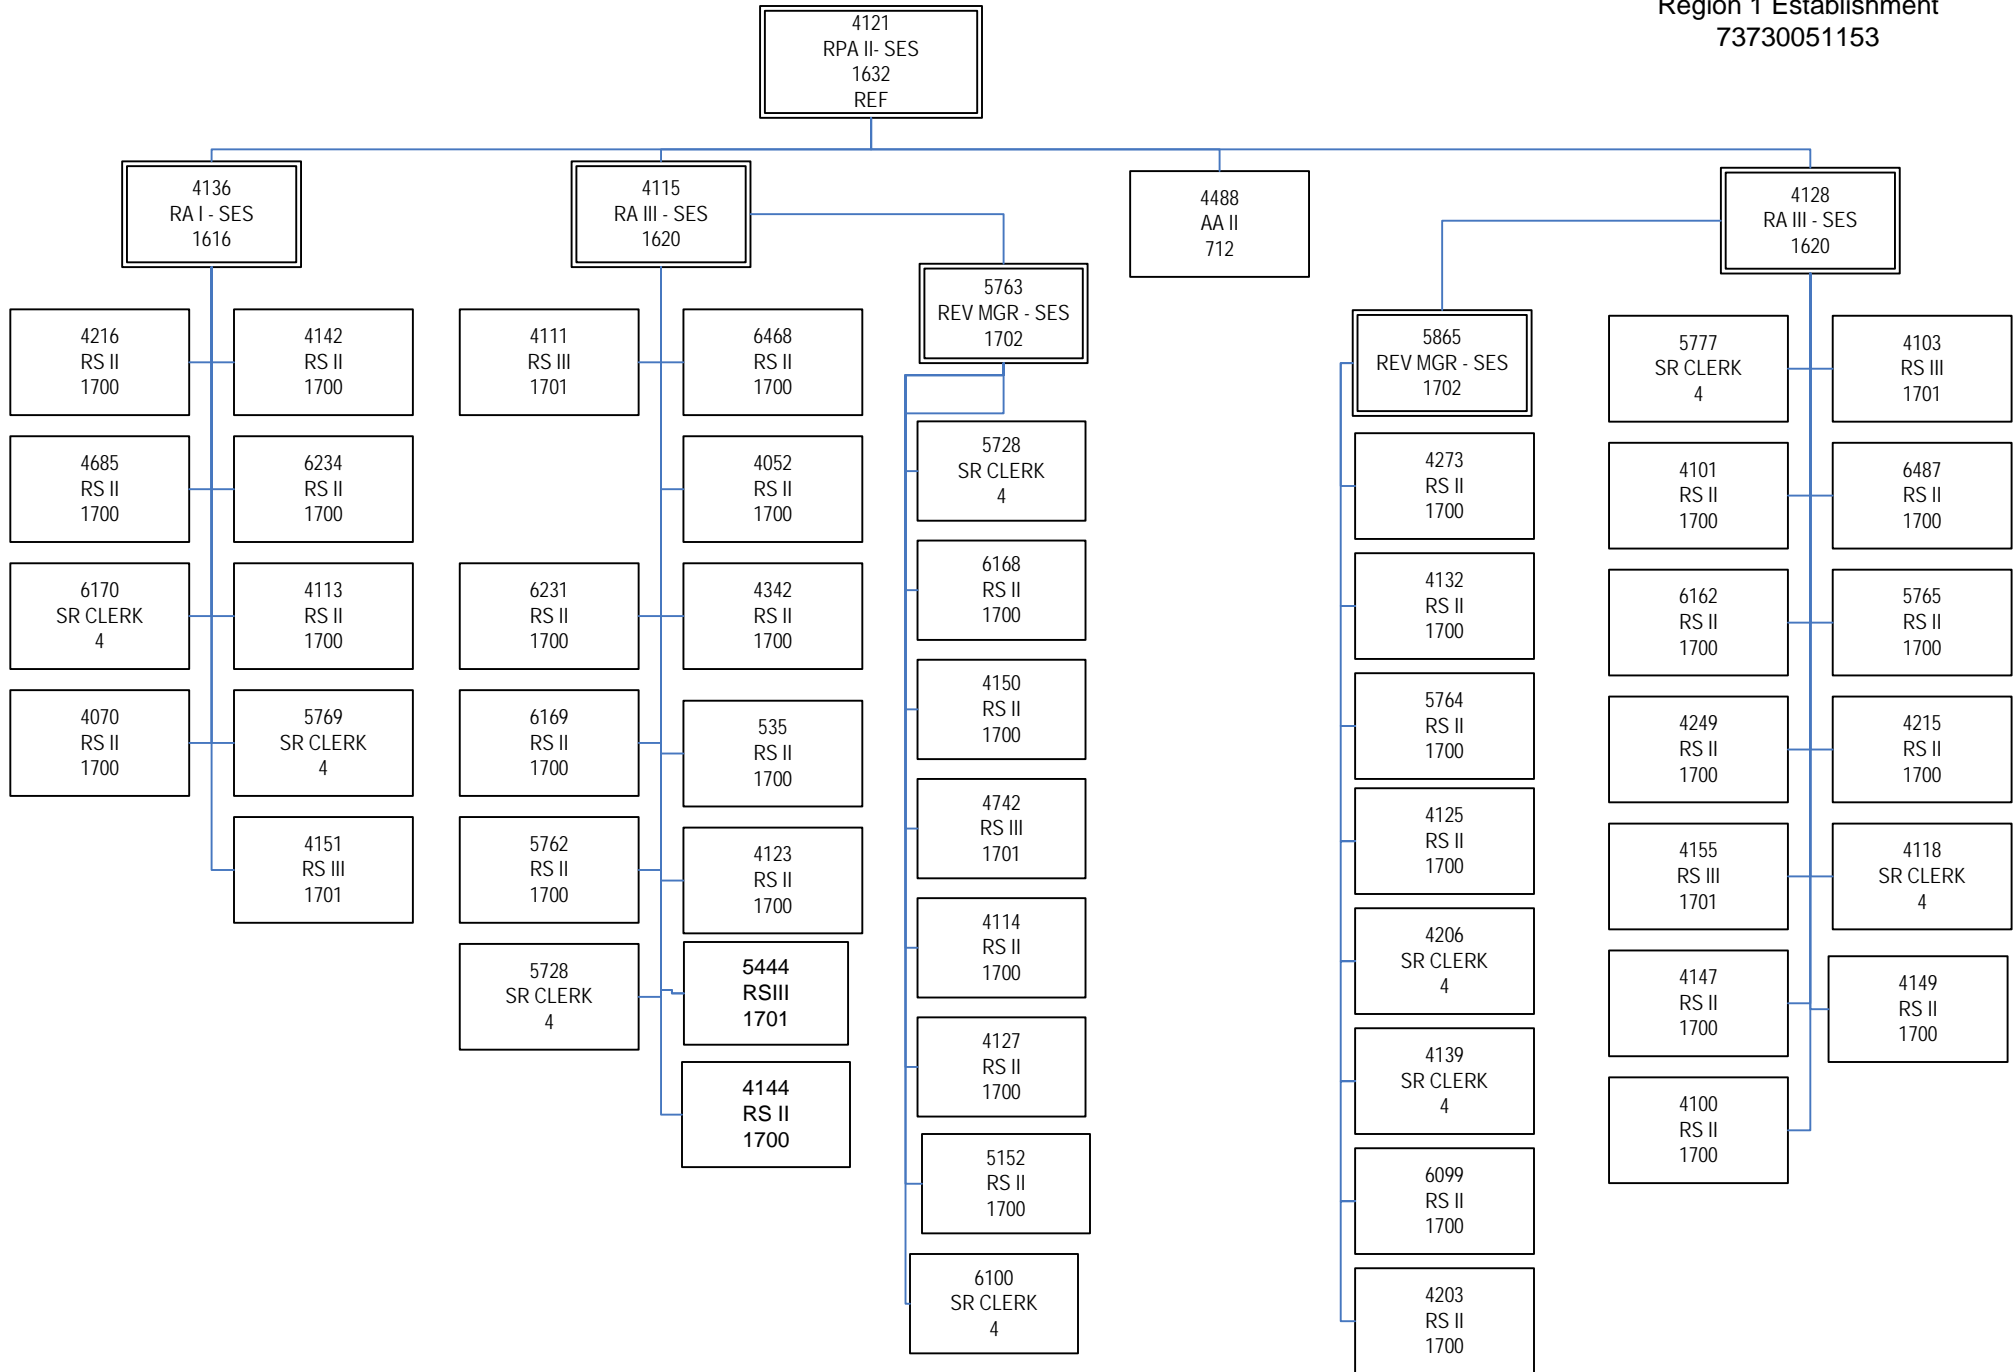 Region 1 Establishment
73730051153
4121
RPA II- SES
1632
REF
4136
RA I - SES
1616
4115
RA III - SES
1620
4488
AA II
712
4128
RA III - SES
1620
5763
REV MGR - SES
1702
5865
REV MGR - SES
1702
4216
RS II
1700
4142
RS II
1700
4685
RS II
1700
6234
RS II
1700
6170
SR CLERK
4
4113
RS II
1700
4070
RS II
1700
5769
SR CLERK
4
4151
RS III
1701
4111
RS III
1701
6468
RS II
1700
4052
RS II
1700
6231
RS II
1700
4342
RS II
1700
6169
RS II
1700
535
RS II
1700
5762
RS II
1700
4123
RS II
1700
5728
SR CLERK
4
5444
RSIII
1701
4144
RS II
1700
5728
SR CLERK
4
6168
RS II
1700
4150
RS II
1700
4742
RS III
1701
4114
RS II
1700
4127
RS II
1700
5152
RS II
1700
6100
SR CLERK
4
4273
RS II
1700
4132
RS II
1700
5764
RS II
1700
4125
RS II
1700
4206
SR CLERK
4
4139
SR CLERK
4
6099
RS II
1700
4203
RS II
1700
5777
SR CLERK
4
4103
RS III
1701
4101
RS II
1700
6487
RS II
1700
6162
RS II
1700
5765
RS II
1700
4249
RS II
1700
4215
RS II
1700
4155
RS III
1701
4118
SR CLERK
4
4147
RS II
1700
4149
RS II
1700
4100
RS II
1700